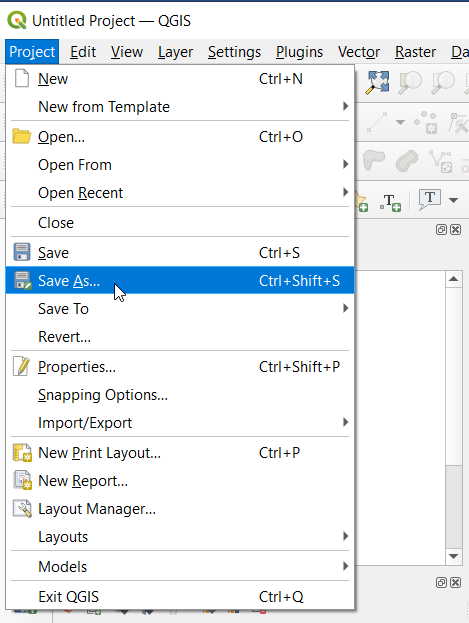 Untitled Project — QGIS
Project Edit View Layer Settings Plugins Vector Raster Da
New Ctrl+N
New from Template
Open... Ctrl+O
Open From
Open Recent
Close
Save Ctrl+S
Save As... Ctrl+Shift+S
Save To
Revert...
Properties... Ctrl+Shift+P
Snapping Options...
Import/Export
New Print Layout... Ctrl+P
New Report...
Layout Manager...
Layouts
Models
Exit QGIS Ctrl+Q